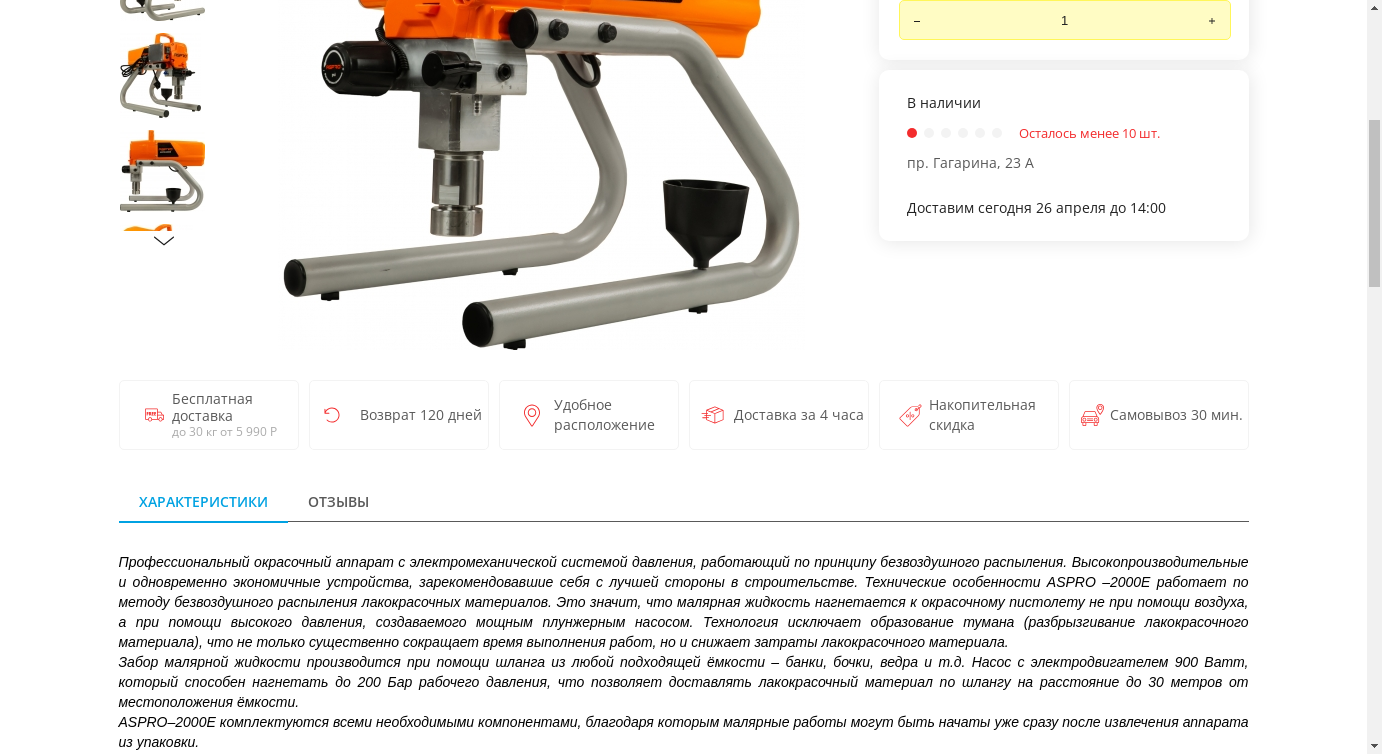 –
1
+
В наличии
Осталось менее 10 шт.
пр. Гагарина, 23 А
Доставим сегодня 26 апреля до 14:00
Бесплатная
доставка
до 30 кг от 5 990 Р
Возврат 120 дней
Удобное
расположение
Доставка за 4 часа
Накопительная
скидка
Самовывоз 30 мин.
ХАРАКТЕРИСТИКИ
ОТЗЫВЫ
Профессиональный окрасочный аппарат с электромеханической системой давления, работающий по принципу безвоздушного распыления. Высокопроизводительные
и одновременно экономичные устройства, зарекомендовавшие себя с лучшей стороны в строительстве. Технические особенности ASPRO –2000E работает по
методу безвоздушного распыления лакокрасочных материалов. Это значит, что малярная жидкость нагнетается к окрасочному пистолету не при помощи воздуха,
а при помощи высокого давления, создаваемого мощным плунжерным насосом. Технология исключает образование тумана (разбрызгивание лакокрасочного
материала), что не только существенно сокращает время выполнения работ, но и снижает затраты лакокрасочного материала.
Забор малярной жидкости производится при помощи шланга из любой подходящей ёмкости – банки, бочки, ведра и т.д. Насос с электродвигателем 900 Ватт,
который способен нагнетать до 200 Бар рабочего давления, что позволяет доставлять лакокрасочный материал по шлангу на расстояние до 30 метров от
местоположения ёмкости.
ASPRO–2000E комплектуются всеми необходимыми компонентами, благодаря которым малярные работы могут быть начаты уже сразу после извлечения аппарата
из упаковки.